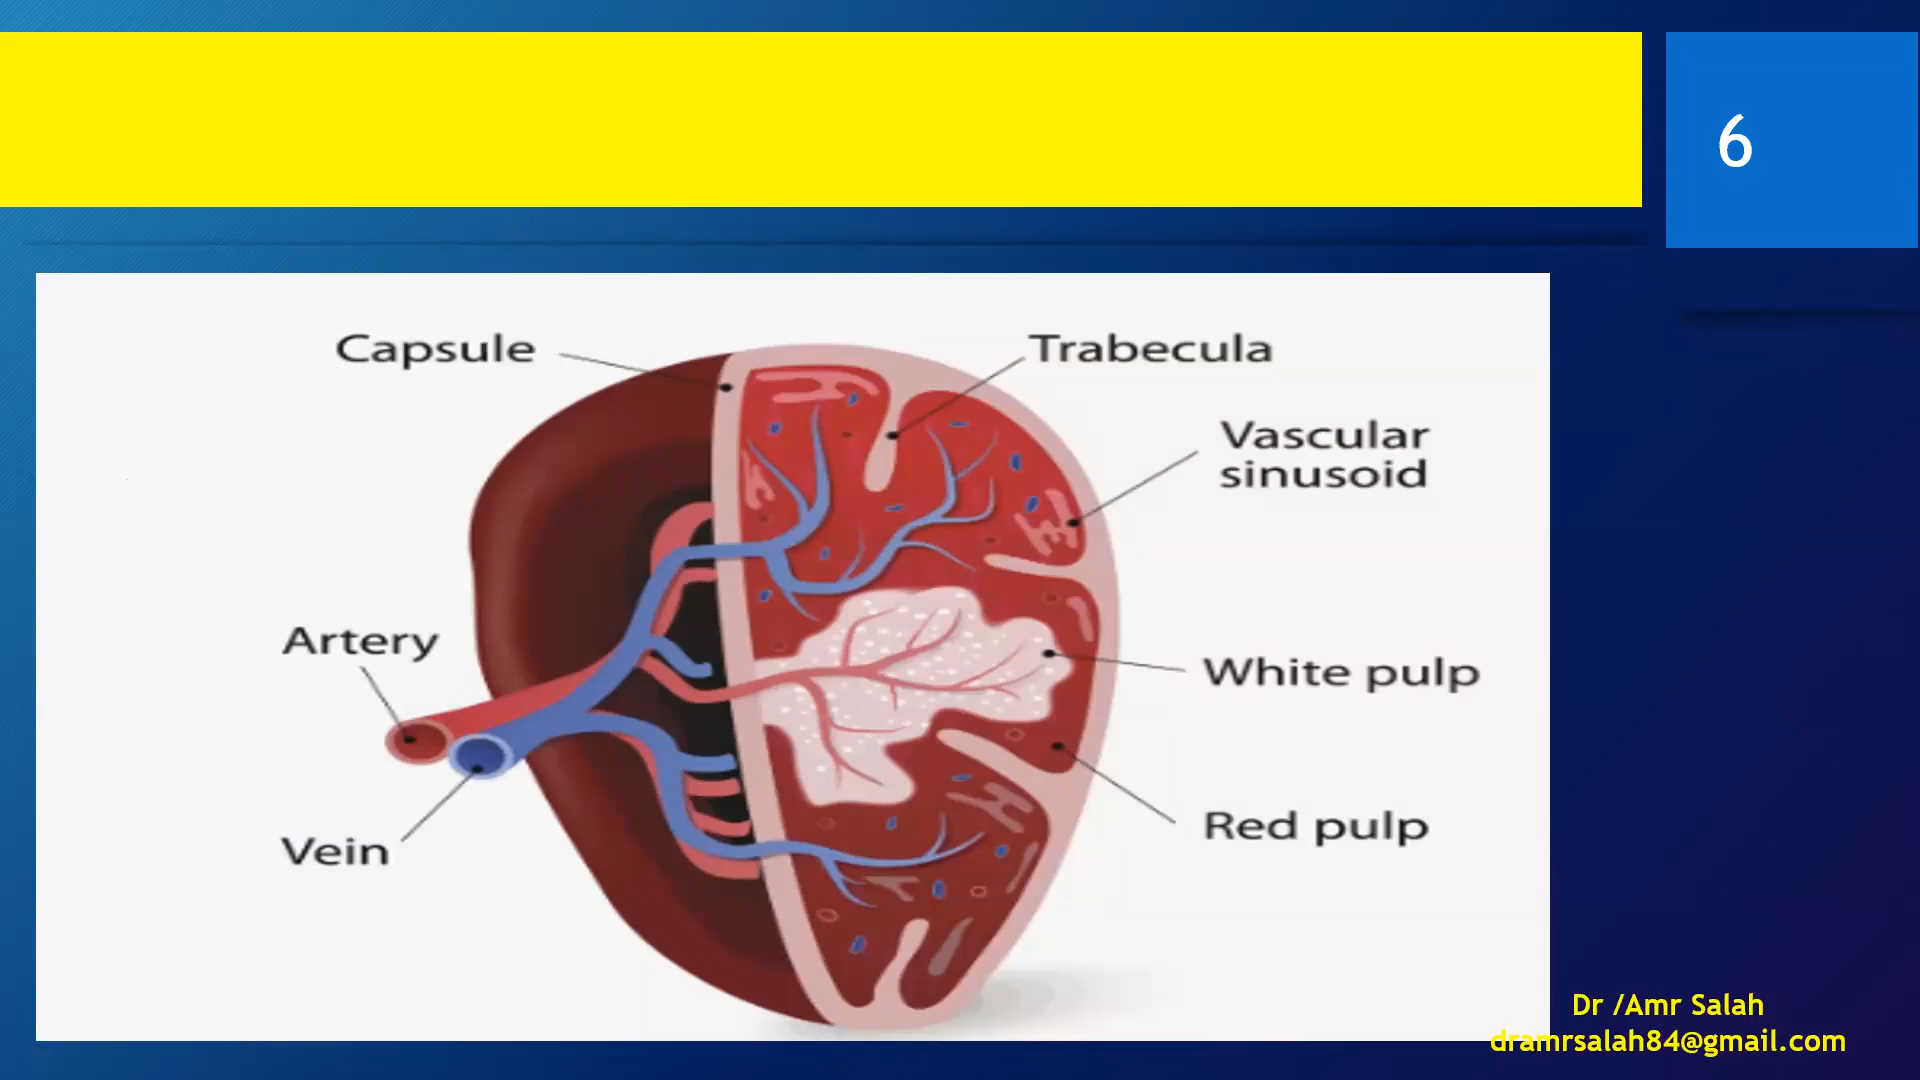 6
Capsule
Trabecula
Vascular
sinusoid
Artery
White pulp
Red pulp
Vein
Dr /Amr Salah
dramrsalah84@gmail.com